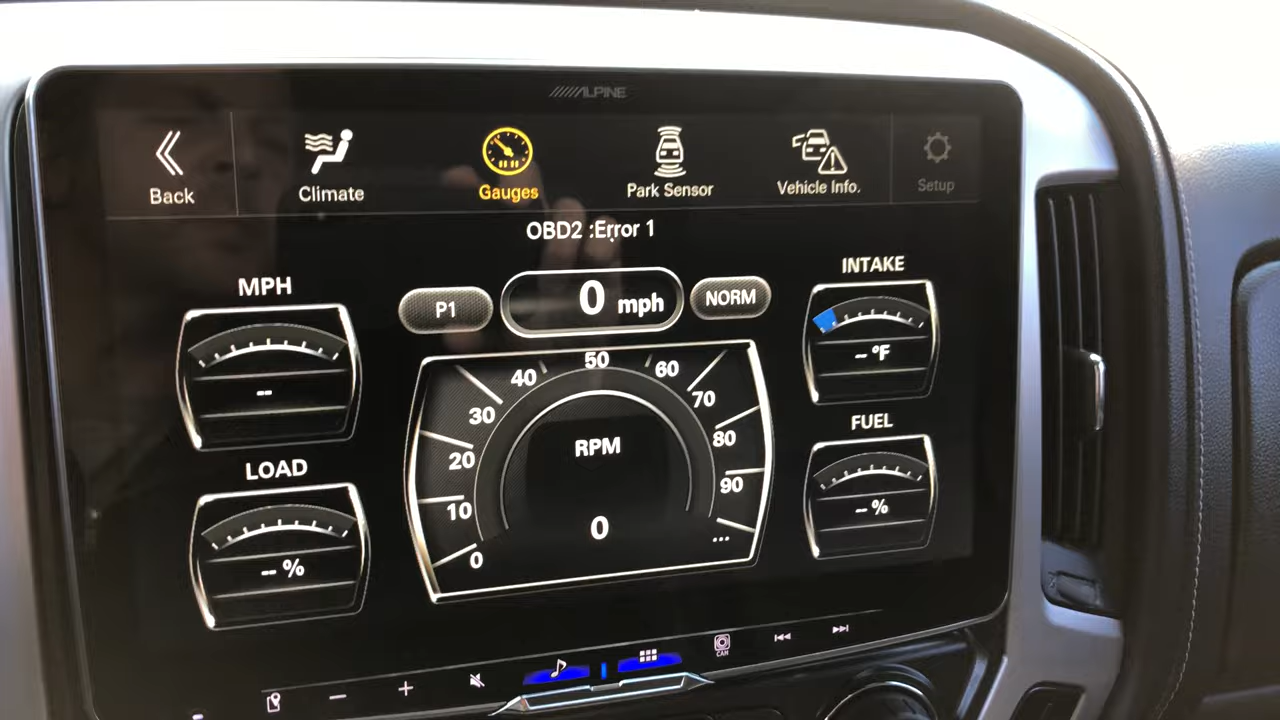 ALPINE
Back
Climate
Gauges
Park Sensor
Vehicle Info.
Setup
OBD2 :Error 1
MPH
--
LOAD
-- %
P1
0 mph
NORM
0
10
20
30
40
50
60
70
80
90
...
RPM
0
INTAKE
-- °F
FUEL
-- %
CAM